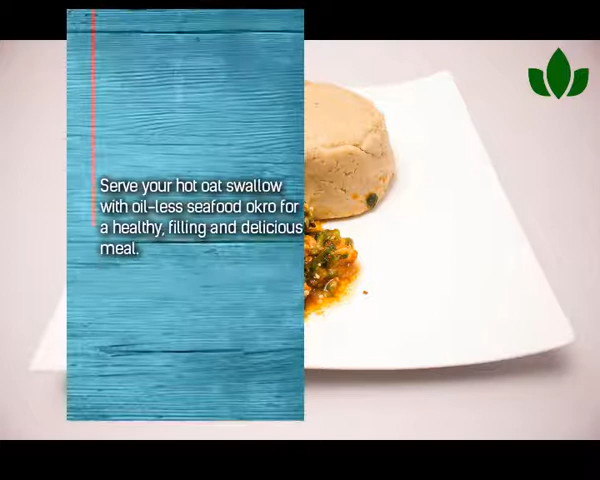 Serve your hot oat swallow
with oil-less seafood okro for
a healthy, filling and delicious
meal.